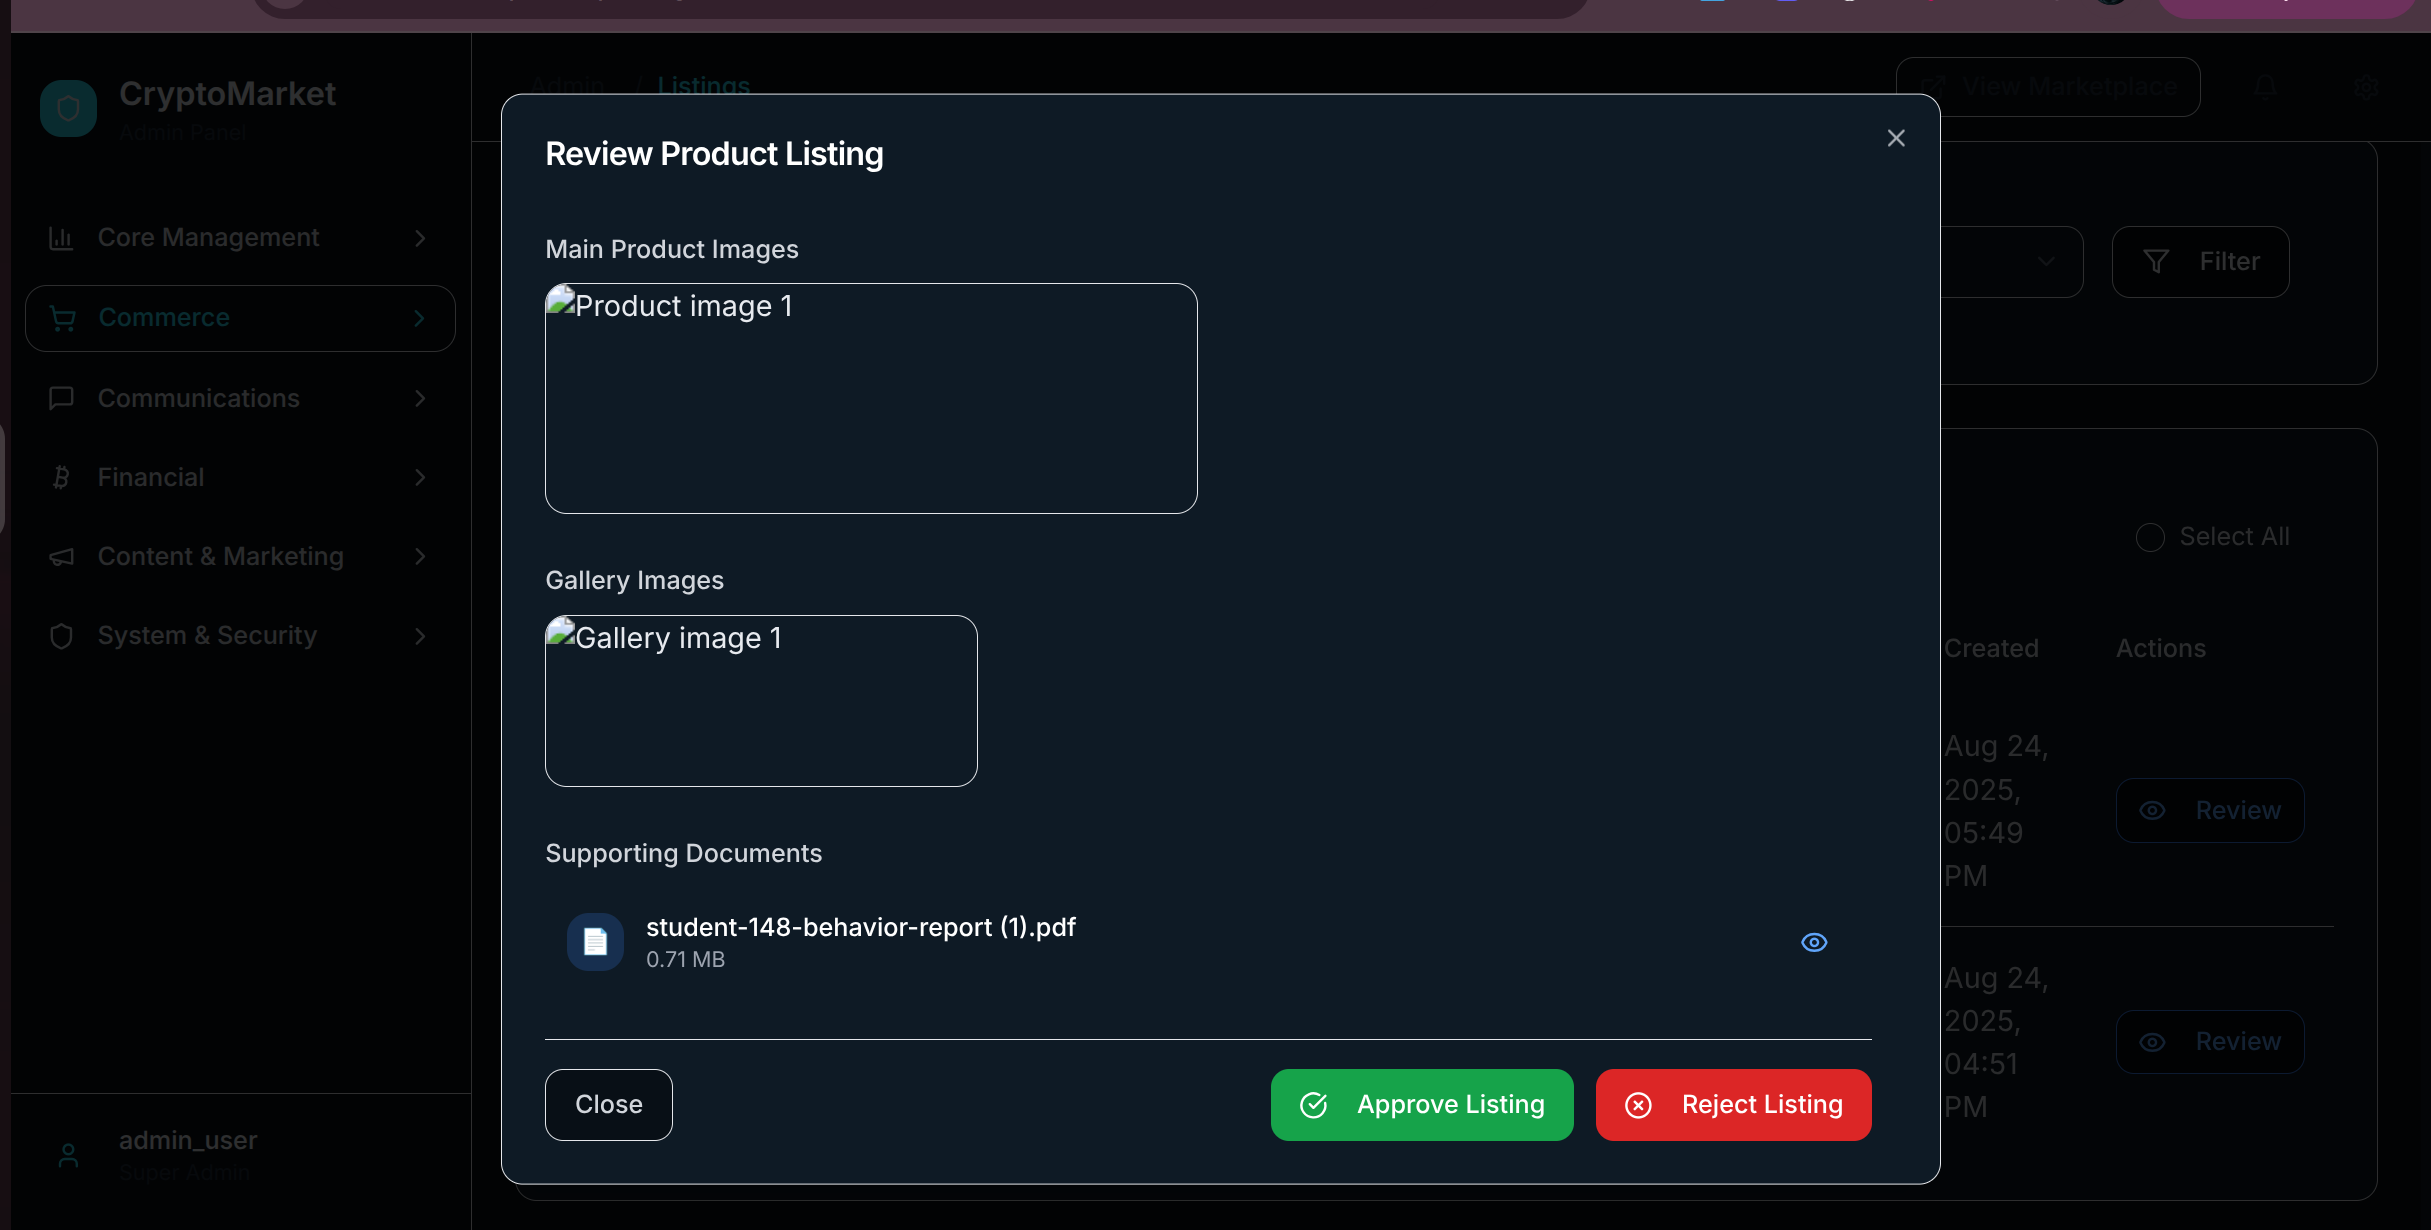 CryptoMarket
Admin Panel
Core Management
Commerce
Communications
Financial
Content & Marketing
System & Security
admin_user
Super Admin
Admin / Listings
View Marketplace
Filter
Select All
Created Actions
Aug 24,
2025,
05:49
PM
Review
Aug 24,
2025,
04:51
PM
Review
Review Product Listing
Main Product Images
Product image 1
Gallery Images
Gallery image 1
Supporting Documents
student-148-behavior-report (1).pdf
0.71 MB
Close
Approve Listing
Reject Listing